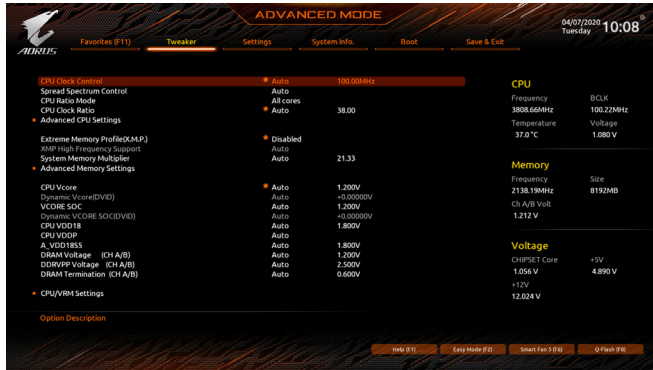 ADVANCED MODE
04/07/2020 Tuesday 10:08
AORUS
Favorites (F11) Tweaker Settings System Info. Boot Save & Exit
CPU Clock Control Auto 100.00MHz
Spread Spectrum Control Auto
CPU Ratio Mode All cores
CPU Clock Ratio Auto 38.00
Advanced CPU Settings
Extreme Memory Profile(X.M.P.) Disabled
XMP High Frequency Support Auto
System Memory Multiplier Auto 21.33
Advanced Memory Settings
CPU Vcore Auto 1.200V
Dynamic Vcore(DVID) Auto +0.00000V
VCORE SOC Auto 1.200V
Dynamic VCORE SOC(DVID) Auto +0.00000V
CPU VDD18 Auto 1.800V
CPU VDDP Auto
A_VDD18S5 Auto 1.800V
DRAM Voltage (CH A/B) Auto 1.200V
DDRVPP Voltage (CH A/B) Auto 2.500V
DRAM Termination (CH A/B) Auto 0.600V
CPU/VRM Settings
Option Description
CPU
Frequency BCLK
3808.66MHz 100.22MHz
Temperature Voltage
37.0 °C 1.080 V
Memory
Frequency Size
2138.19MHz 8192MB
Ch A/B Volt
1.212 V
Voltage
CHIPSET Core +5V
1.056 V 4.890 V
+12V
12.024 V
Help (F1) Easy Mode (F2) Smart Fan 5 (F6) Q-Flash (F8)